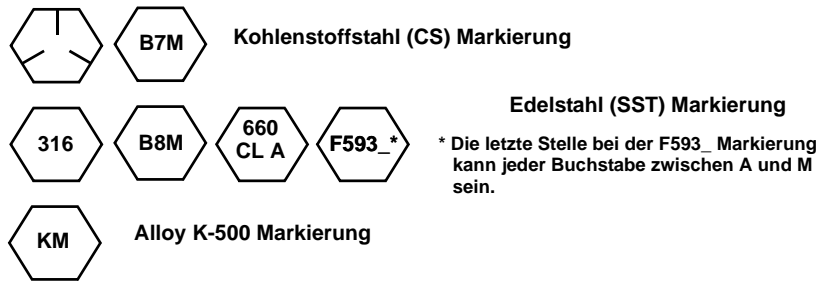 B7M
Kohlenstoffstahl (CS) Markierung
Edelstahl (SST) Markierung
316
B8M
660
CL A
F593_*
* Die letzte Stelle bei der F593_ Markierung
kann jeder Buchstabe zwischen A und M
sein.
KM
Alloy K-500 Markierung